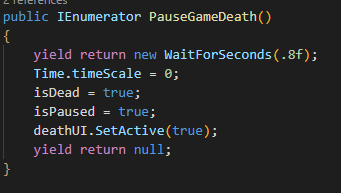 2 references
public IEnumerator PauseGameDeath()
{
yield return new WaitForSeconds(.8f);
Time.timeScale = 0;
isDead = true;
isPaused = true;
deathUI.SetActive(true);
yield return null;
}